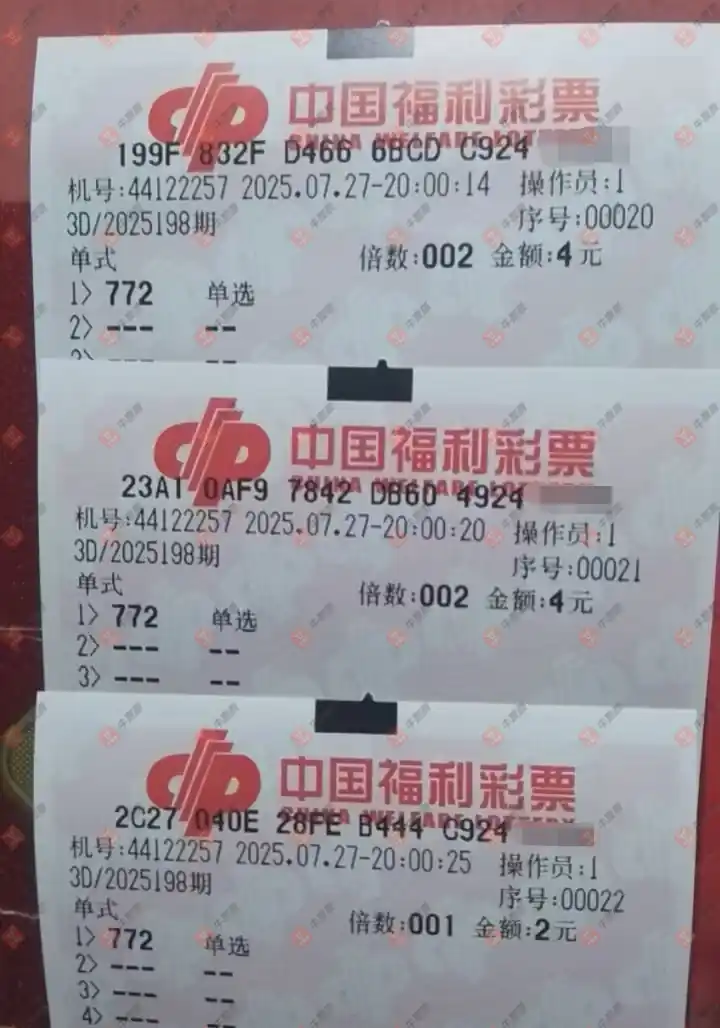 中国福利彩票
CHINA WELFARE LOTTERY
199F 832F D466 6BCD C924
机号:44122257 2025.07.27-20:00:14 操作员:1
3D/2025198期 序号:00020
单式 倍数:002 金额:4元
1> 772 单选
2> --- --
中国福利彩票
CHINA WELFARE LOTTERY
23A1 0AF9 7842 DB6D 4924
机号:44122257 2025.07.27-20:00:20 操作员:1
3D/2025198期 序号:00021
单式 倍数:002 金额:4元
1> 772 单选
2> --- --
3> --- --
中国福利彩票
CHINA WELFARE LOTTERY
2C27 040E 28FE B444 C924
机号:44122257 2025.07.27-20:00:25 操作员:1
3D/2025198期 序号:00022
单式 倍数:001 金额:2元
1> 772 单选
2> --- --
3> --- --
4> --- --